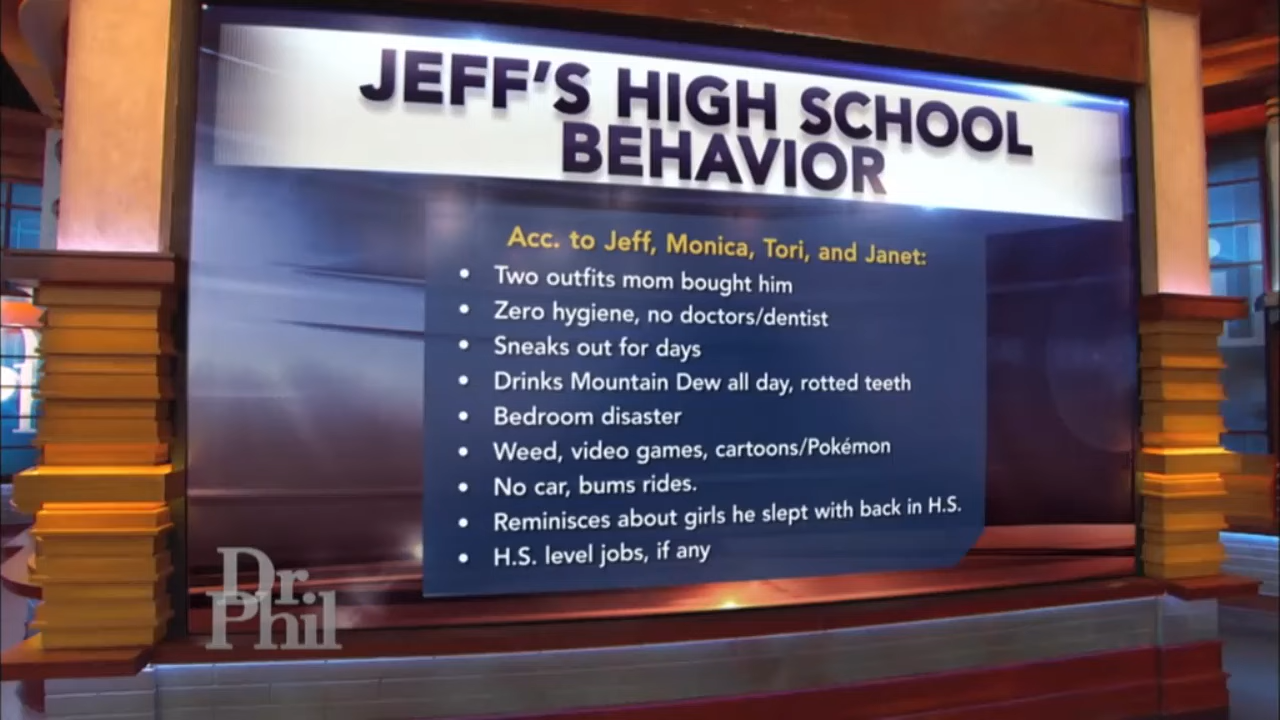 JEFF'S HIGH SCHOOL
BEHAVIOR
Acc. to Jeff, Monica, Tori, and Janet:
• Two outfits mom bought him
• Zero hygiene, no doctors/dentist
• Sneaks out for days
• Drinks Mountain Dew all day, rotted teeth
• Bedroom disaster
• Weed, video games, cartoons/Pokémon
• No car, bums rides.
• Reminisces about girls he slept with back in H.S.
• H.S. level jobs, if any
Dr.
Phil